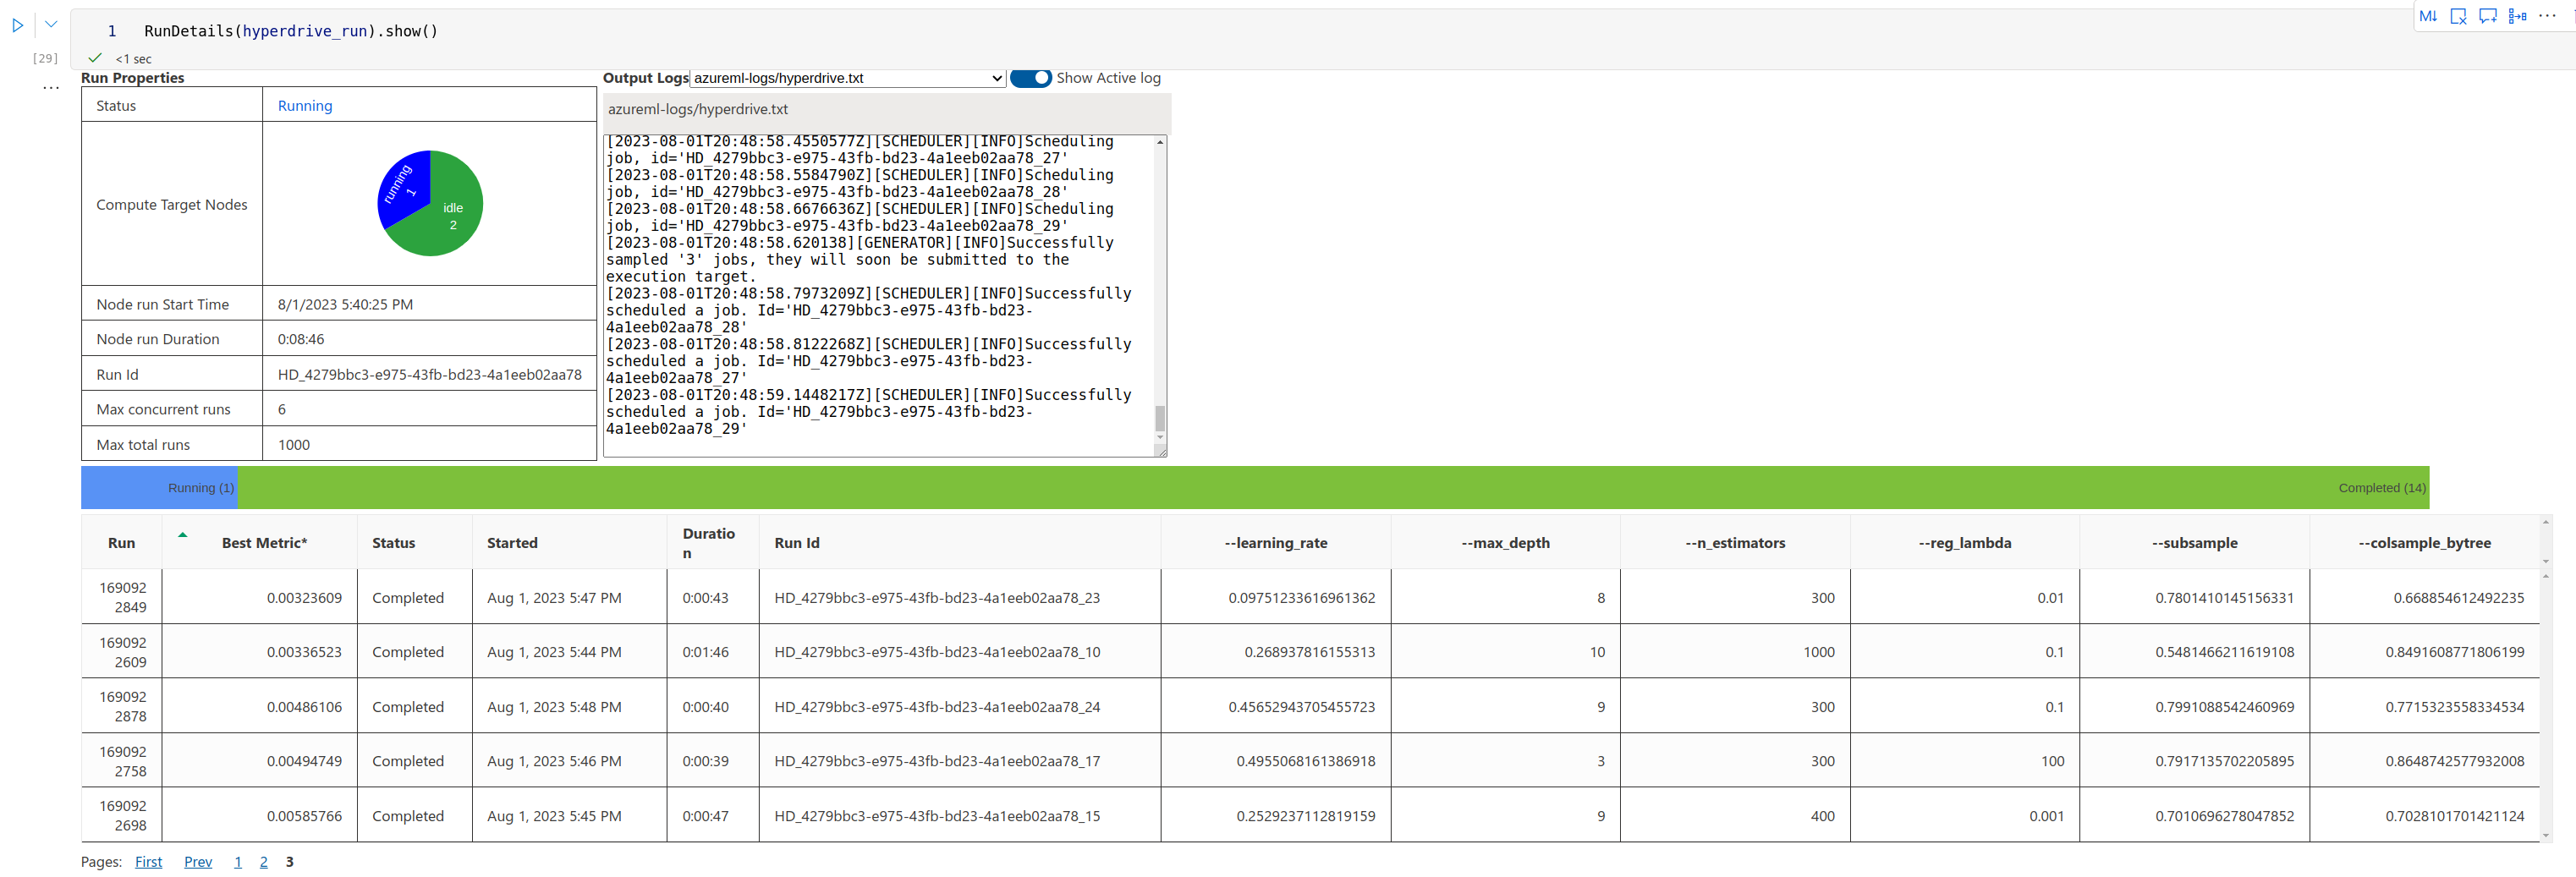 1 RunDetails(hyperdrive_run).show()
[29]
<1 sec
Run Properties
Status Running
Compute Target Nodes
running
1
idle
2
Node run Start Time 8/1/2023 5:40:25 PM
Node run Duration 0:08:46
Run Id HD_4279bbc3-e975-43fb-bd23-4a1eeb02aa78
Max concurrent runs 6
Max total runs 1000
Output Logs azureml-logs/hyperdrive.txt Show Active log
azureml-logs/hyperdrive.txt
[2023-08-01T20:48:58.4550577Z][SCHEDULER][INFO]Scheduling
job, id='HD_4279bbc3-e975-43fb-bd23-4a1eeb02aa78_27'
[2023-08-01T20:48:58.5584790Z][SCHEDULER][INFO]Scheduling
job, id='HD_4279bbc3-e975-43fb-bd23-4a1eeb02aa78_28'
[2023-08-01T20:48:58.6676636Z][SCHEDULER][INFO]Scheduling
job, id='HD_4279bbc3-e975-43fb-bd23-4a1eeb02aa78_29'
[2023-08-01T20:48:58.620138][GENERATOR][INFO]Successfully
sampled '3' jobs, they will soon be submitted to the
execution target.
[2023-08-01T20:48:58.7973209Z][SCHEDULER][INFO]Successfully
scheduled a job. Id='HD_4279bbc3-e975-43fb-bd23-
4a1eeb02aa78_28'
[2023-08-01T20:48:58.8122268Z][SCHEDULER][INFO]Successfully
scheduled a job. Id='HD_4279bbc3-e975-43fb-bd23-
4a1eeb02aa78_27'
[2023-08-01T20:48:59.1448217Z][SCHEDULER][INFO]Successfully
scheduled a job. Id='HD_4279bbc3-e975-43fb-bd23-
4a1eeb02aa78_29'
Running (1) Completed (14)
Run Best Metric* Status Started Duratio
n Run Id --learning_rate --max_depth --n_estimators --reg_lambda --subsample --colsample_bytree
169092
2849 0.00323609 Completed Aug 1, 2023 5:47 PM 0:00:43 HD_4279bbc3-e975-43fb-bd23-4a1eeb02aa78_23 0.09751233616961362 8 300 0.01 0.7801410145156331 0.668854612492235
169092
2609 0.00336523 Completed Aug 1, 2023 5:44 PM 0:01:46 HD_4279bbc3-e975-43fb-bd23-4a1eeb02aa78_10 0.268937816155313 10 1000 0.1 0.5481466211619108 0.8491608771806199
169092
2878 0.00486106 Completed Aug 1, 2023 5:48 PM 0:00:40 HD_4279bbc3-e975-43fb-bd23-4a1eeb02aa78_24 0.45652943705455723 9 300 0.1 0.7991088542460969 0.7715323558334534
169092
2758 0.00494749 Completed Aug 1, 2023 5:46 PM 0:00:39 HD_4279bbc3-e975-43fb-bd23-4a1eeb02aa78_17 0.4955068161386918 3 300 100 0.7917135702205895 0.8648742577932008
169092
2698 0.00585766 Completed Aug 1, 2023 5:45 PM 0:00:47 HD_4279bbc3-e975-43fb-bd23-4a1eeb02aa78_15 0.2529237112819159 9 400 0.001 0.7010696278047852 0.7028101701421124
Pages: First Prev 1 2 3
M↓